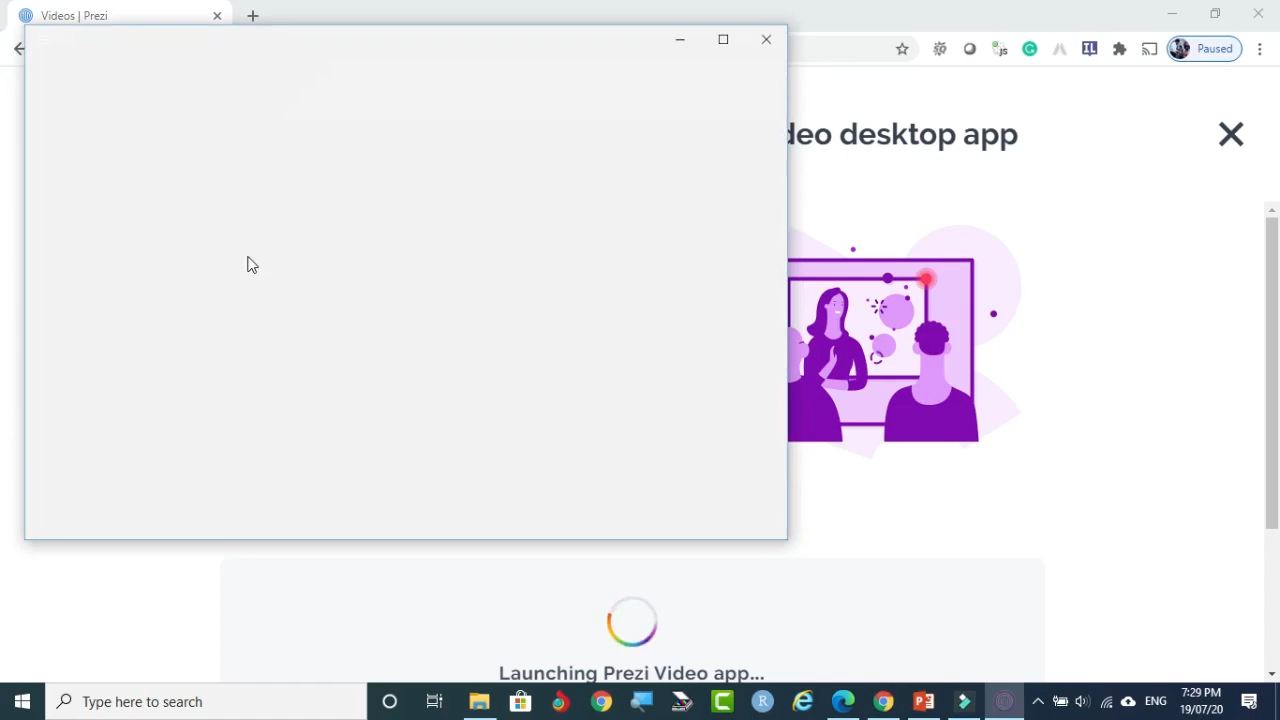 Videos | Prezi
Paused
deo desktop app
Launching Prezi Video app...
Type here to search
ENG
7:29 PM
19/07/20